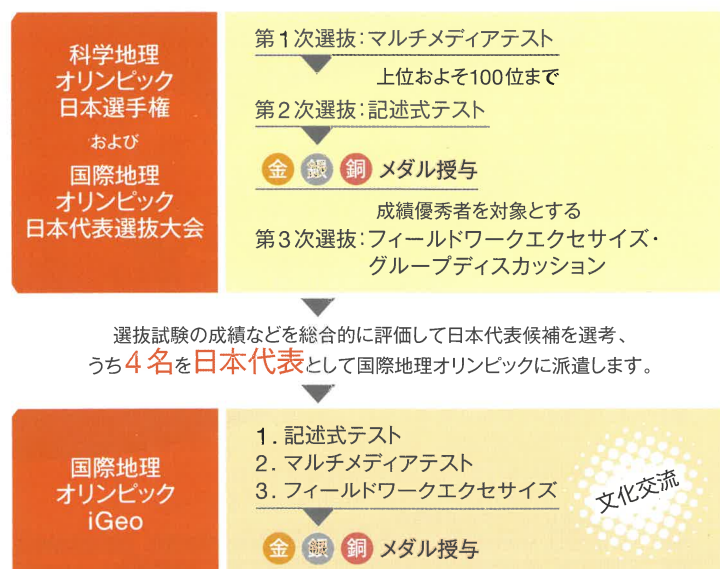 科学地理
オリンピック
日本選手権
および
国際地理
オリンピック
日本代表選抜大会
第1次選抜:マルチメディアテスト
上位およそ100位まで
第2次選抜:記述式テスト
金 銀 銅 メダル授与
成績優秀者を対象とする
第3次選抜:フィールドワークエクセサイズ・
グループディスカッション
選抜試験の成績などを総合的に評価して日本代表候補を選考、
うち4名を日本代表として国際地理オリンピックに派遣します。
国際地理
オリンピック
iGeo
1. 記述式テスト
2. マルチメディアテスト
3. フィールドワークエクセサイズ
文化交流
金 銀 銅 メダル授与